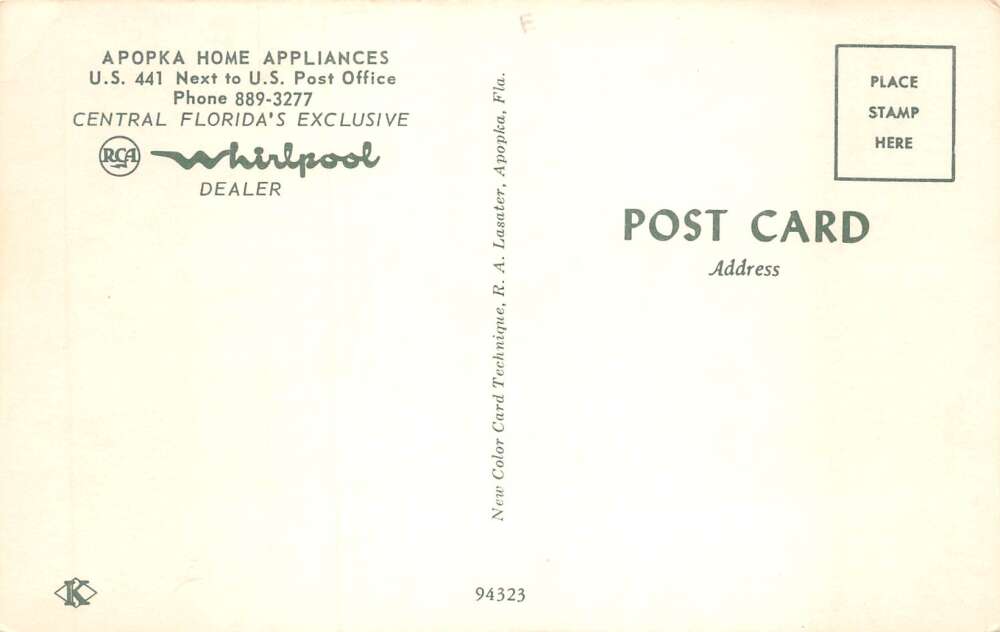 APOPKA HOME APPLIANCES
U.S. 441 Next to U.S. Post Office
Phone 889-3277
CENTRAL FLORIDA'S EXCLUSIVE
RCA Whirlpool
DEALER
K
New Color Card Technique, R. A. Lasater, Apopka, Fla.
94323
F
PLACE
STAMP
HERE
POST CARD
Address